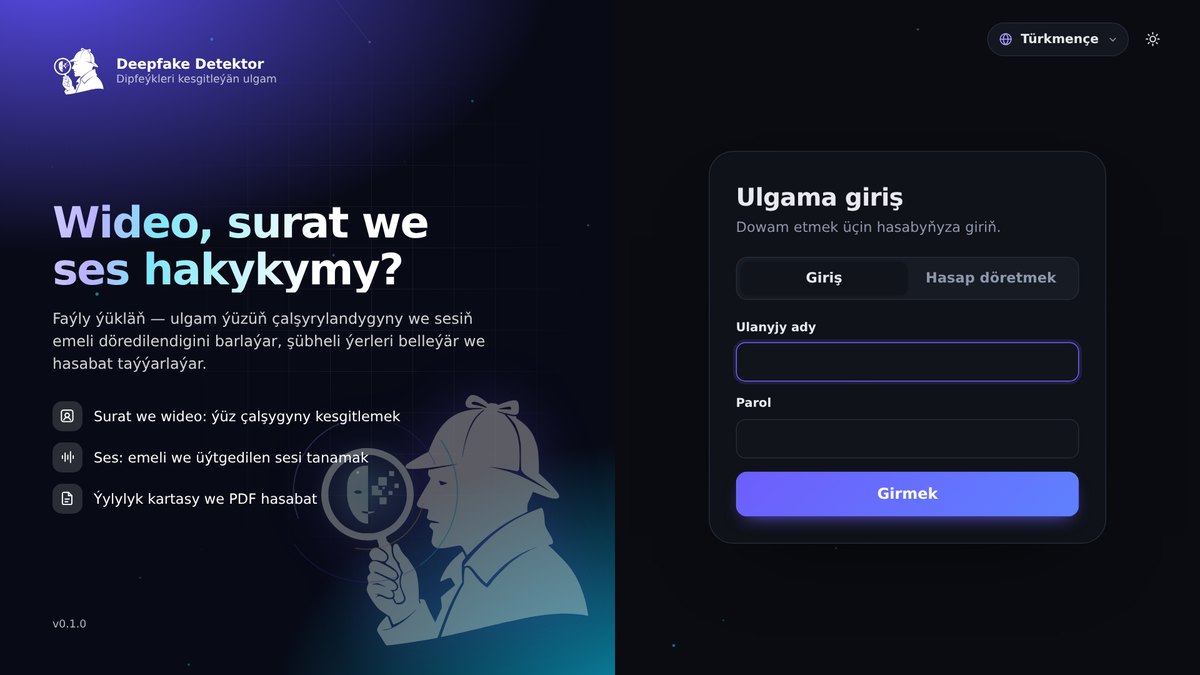 Deepfake Detektor
Dipfeýkleri kesgitleýän ulgam
Türkmençe
Wideo, surat we
ses hakykymy?
Faýly ýükläň — ulgam ýüzüň çalşyrylandygyny we sesiň
emeli döredilendigini barlaýar, şübheli ýerleri belleýär we
hasabat taýýarlaýar.
Surat we wideo: ýüz çalşygyny kesgitlemek
Ses: emeli we üýtgedilen sesi tanamak
Ýylylyk kartasy we PDF hasabat
v0.1.0
Ulgama giriş
Dowam etmek üçin hasabyňyza giriň.
Giriş
Hasap döretmek
Ulanyjy ady
Parol
Girmek